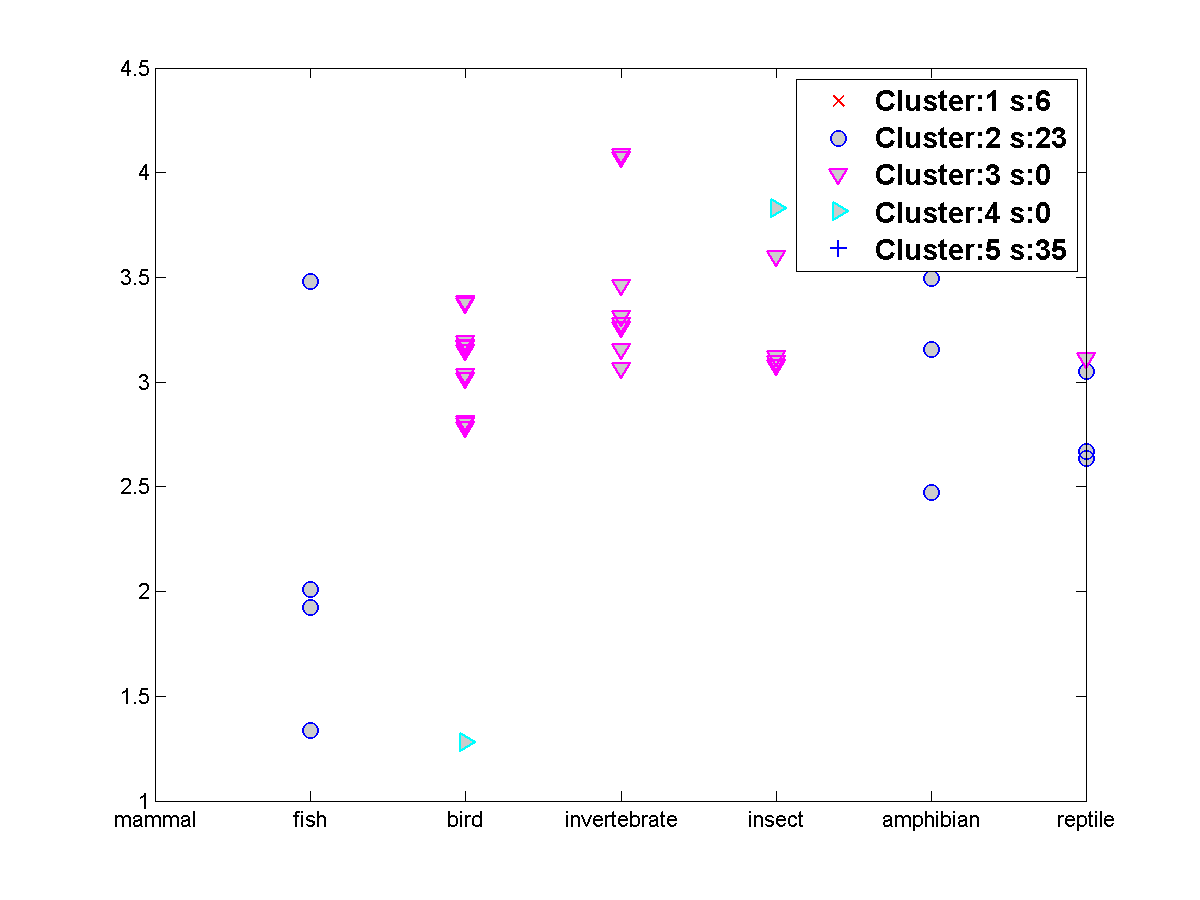 4.5
Cluster:1 s:6
Cluster:2 s:23
4
Cluster:3 s:0
Cluster:4 s:0
Cluster:5 s:35
3.5
3
2.5
2
1.5
1
mammal fish bird invertebrate insect amphibian reptile